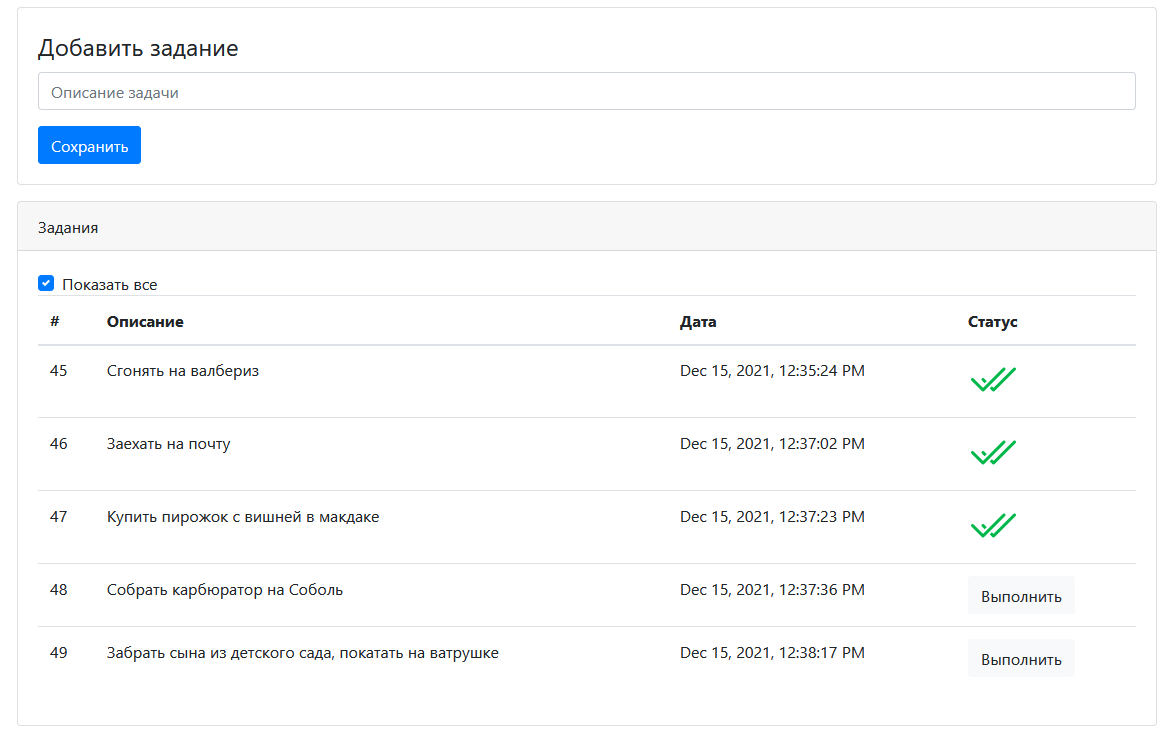 Добавить задание
Описание задачи
Сохранить
Задания
Показать все
# Описание Дата Статус
45 Сгонять на валбериз Dec 15, 2021, 12:35:24 PM
46 Заехать на почту Dec 15, 2021, 12:37:02 PM
47 Купить пирожок с вишней в макдаке Dec 15, 2021, 12:37:23 PM
48 Собрать карбюратор на Соболь Dec 15, 2021, 12:37:36 PM Выполнить
49 Забрать сына из детского сада, покатать на ватрушке Dec 15, 2021, 12:38:17 PM Выполнить